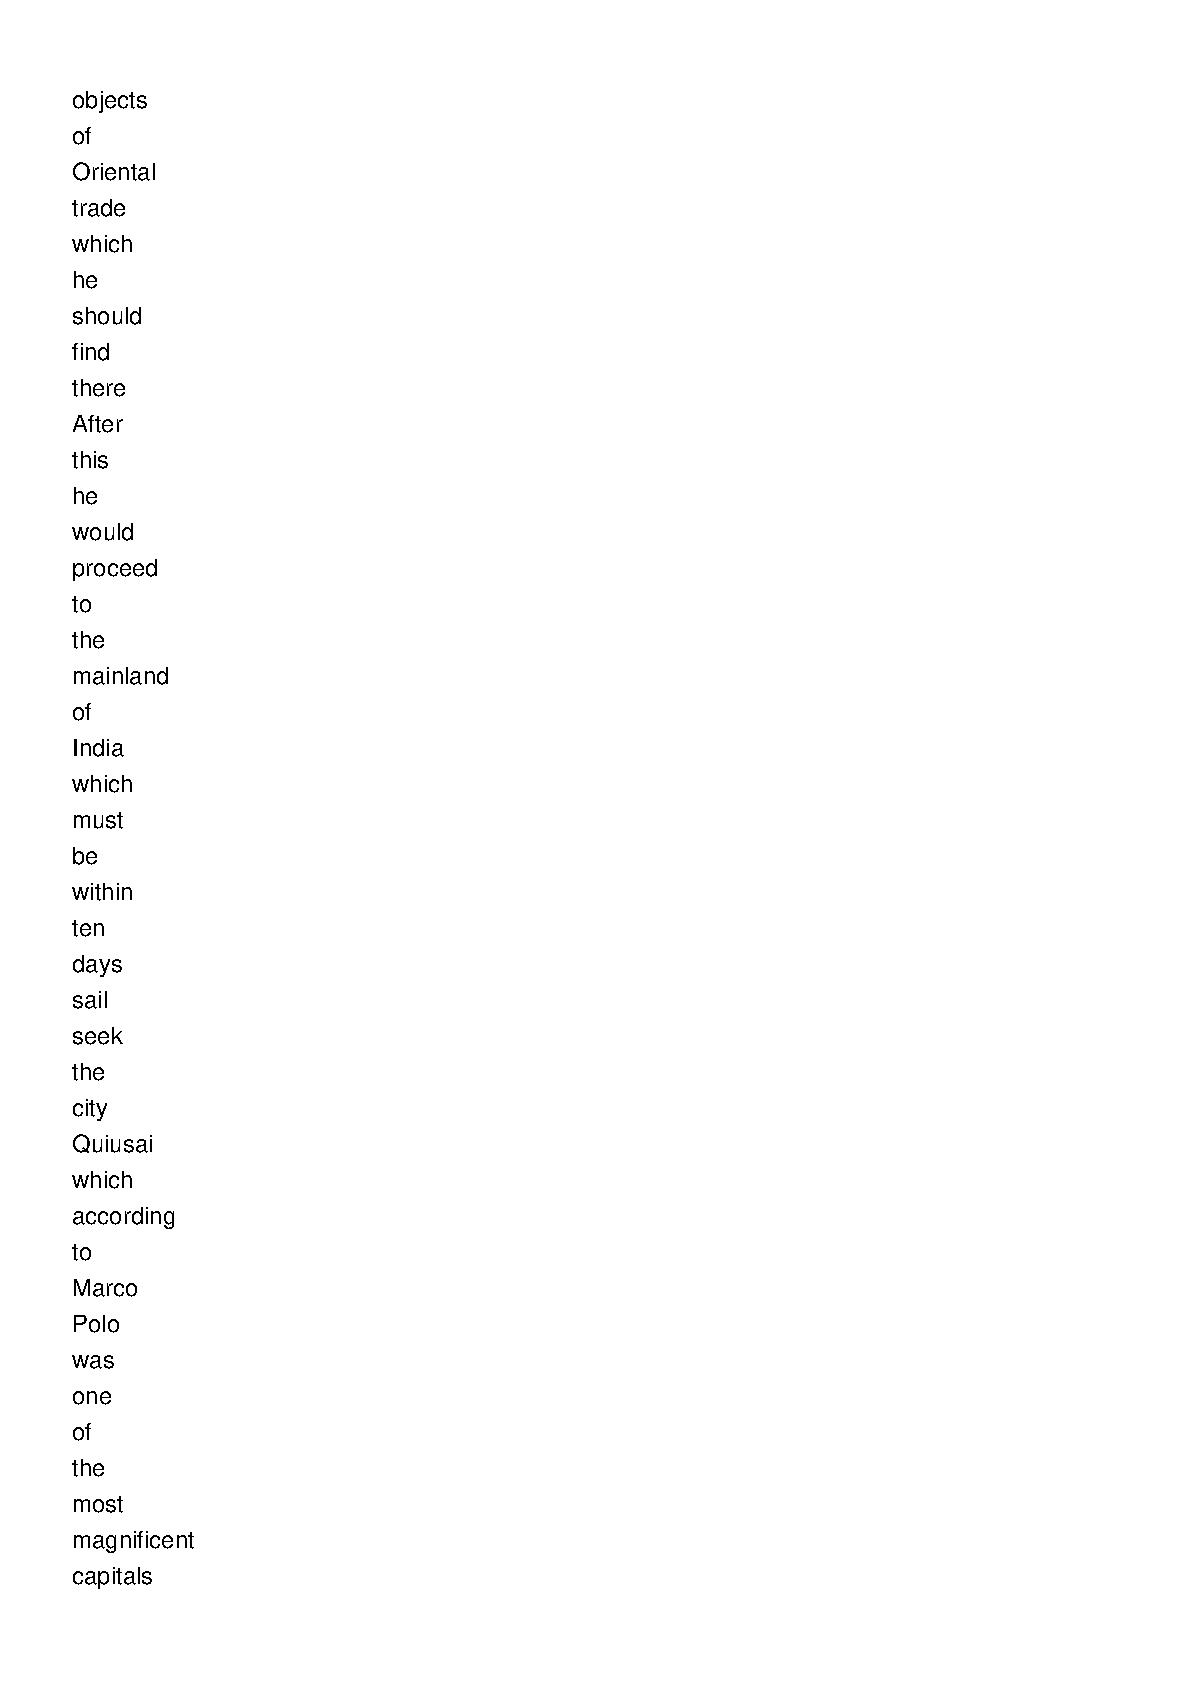 objects
of
Oriental
trade
which
he
should
find
there
After
this
he
would
proceed
to
the
mainland
of
India
which
must
be
within
ten
days
sail
seek
the
city
Quiusai
which
according
to
Marco
Polo
was
one
of
the
most
magnificent
capitals